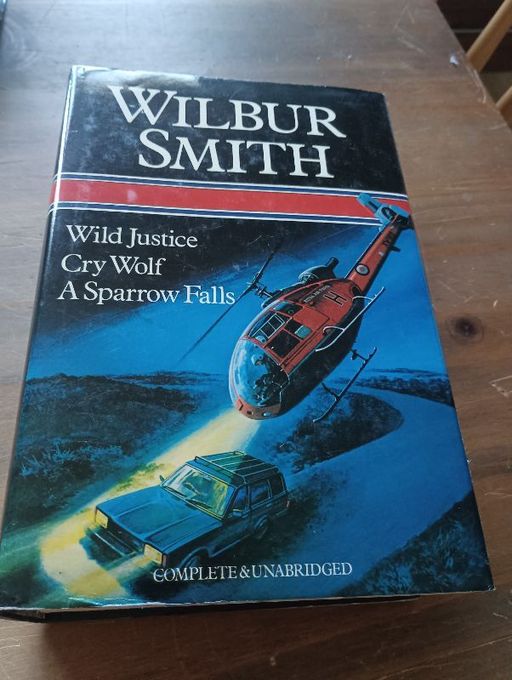 WILBUR
SMITH
Wild Justice
Cry Wolf
A Sparrow Falls
COMPLETE & UNABRIDGED